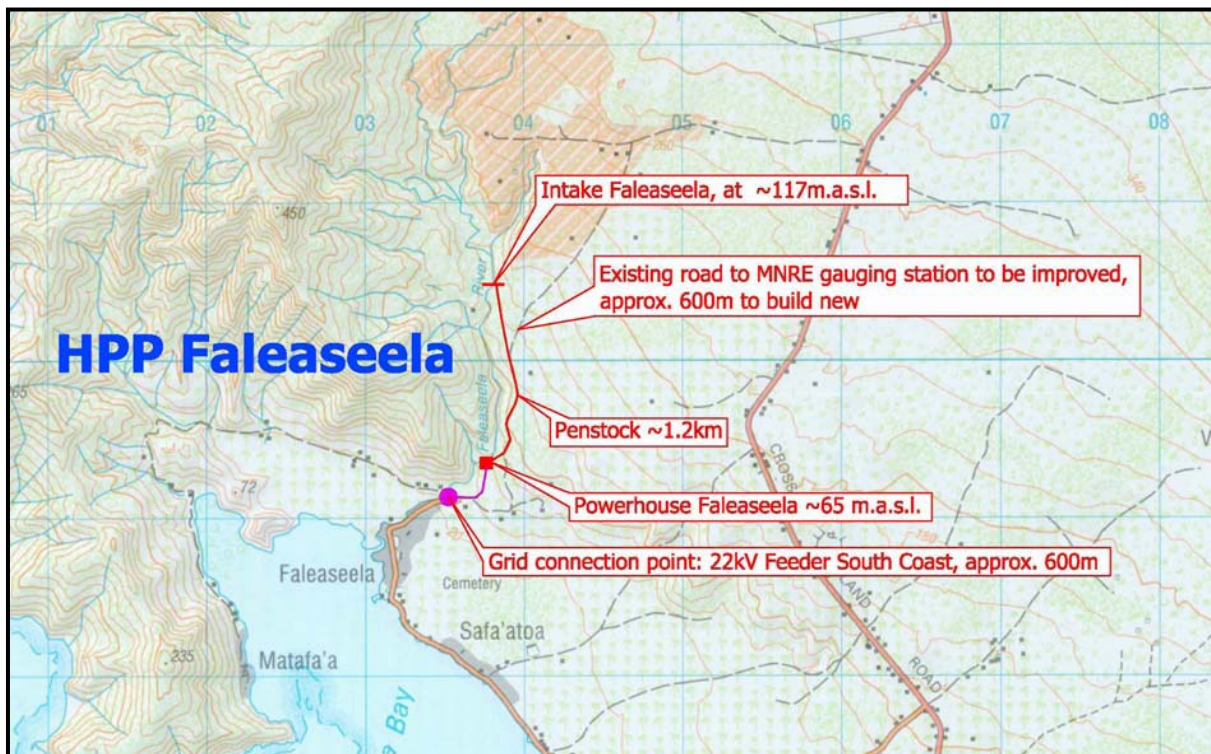 01 02 03 04 05 06 07 08
Intake Faleaseela, at ~117m.a.s.l.
450
340
River
Existing road to MNRE gauging station to be improved,
approx. 600m to build new
HPP Faleaseela
65
Faleaseela
Penstock ~1.2km
CROSS
72
Powerhouse Faleaseela ~65 m.a.s.l.
150
Grid connection point: 22kV Feeder South Coast, approx. 600m
Faleaseela
Cemetery
ISLAND
Safa'atoa
235
Matafa'a
ROAD
Bay